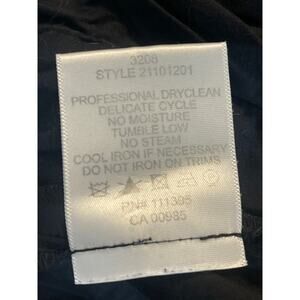 3208
STYLE 21101201
PROFESSIONAL DRYCLEAN
DELICATE CYCLE
NO MOISTURE
TUMBLE LOW
NO STEAM
COOL IRON IF NECESSARY
DO NOT IRON ON TRIMS
RN# 111305
CA 00985